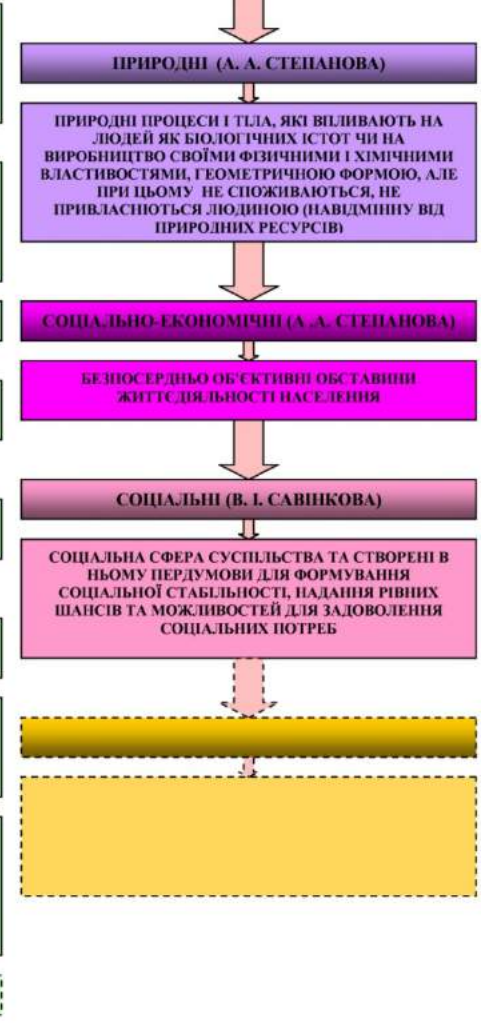 ПРИРОДНІ (А. А. СТЕПАНОВА)
ПРИРОДНІ ПРОЦЕСИ І ТІЛА, ЯКІ ВПЛИВАЮТЬ НА
ЛЮДЕЙ ЯК БІОЛОГІЧНИХ ІСТОТ ЧИ НА
ВИРОБНИЦТВО СВОЇМИ ФІЗИЧНИМИ І ХІМІЧНИМИ
ВЛАСТИВОСТЯМИ, ГЕОМЕТРИЧНОЮ ФОРМОЮ, АЛЕ
ПРИ ЦЬОМУ НЕ СПОЖИВАЮТЬСЯ, НЕ
ПРИВЛАСНЮТЬСЯ ЛЮДИНОЮ (НАВІДМІННУ ВІД
ПРИРОДНИХ РЕСУРСІВ)
СОЦІАЛЬНО-ЕКОНОМІЧНІ (А .А. СТЕПАНОВА)
БЕЗПОСЕРДНЬО ОБ'ЄКТИВНІ ОБСТАВИНИ
ЖИТТЄДІЯЛЬНОСТІ НАСЕЛЕННЯ
СОЦІАЛЬНІ (В. І. САВІНКОВА)
СОЦІАЛЬНА СФЕРА СУСПІЛЬСТВА ТА СТВОРЕНІ В
НЬОМУ ПЕРДУМОВИ ДЛЯ ФОРМУВАННЯ
СОЦІАЛЬНОЇ СТАБІЛЬНОСТІ, НАДАННЯ РІВНИХ
ШАНСІВ ТА МОЖЛИВОСТЕЙ ДЛЯ ЗАДОВОЛЕННЯ
СОЦІАЛЬНИХ ПОТРЕБ